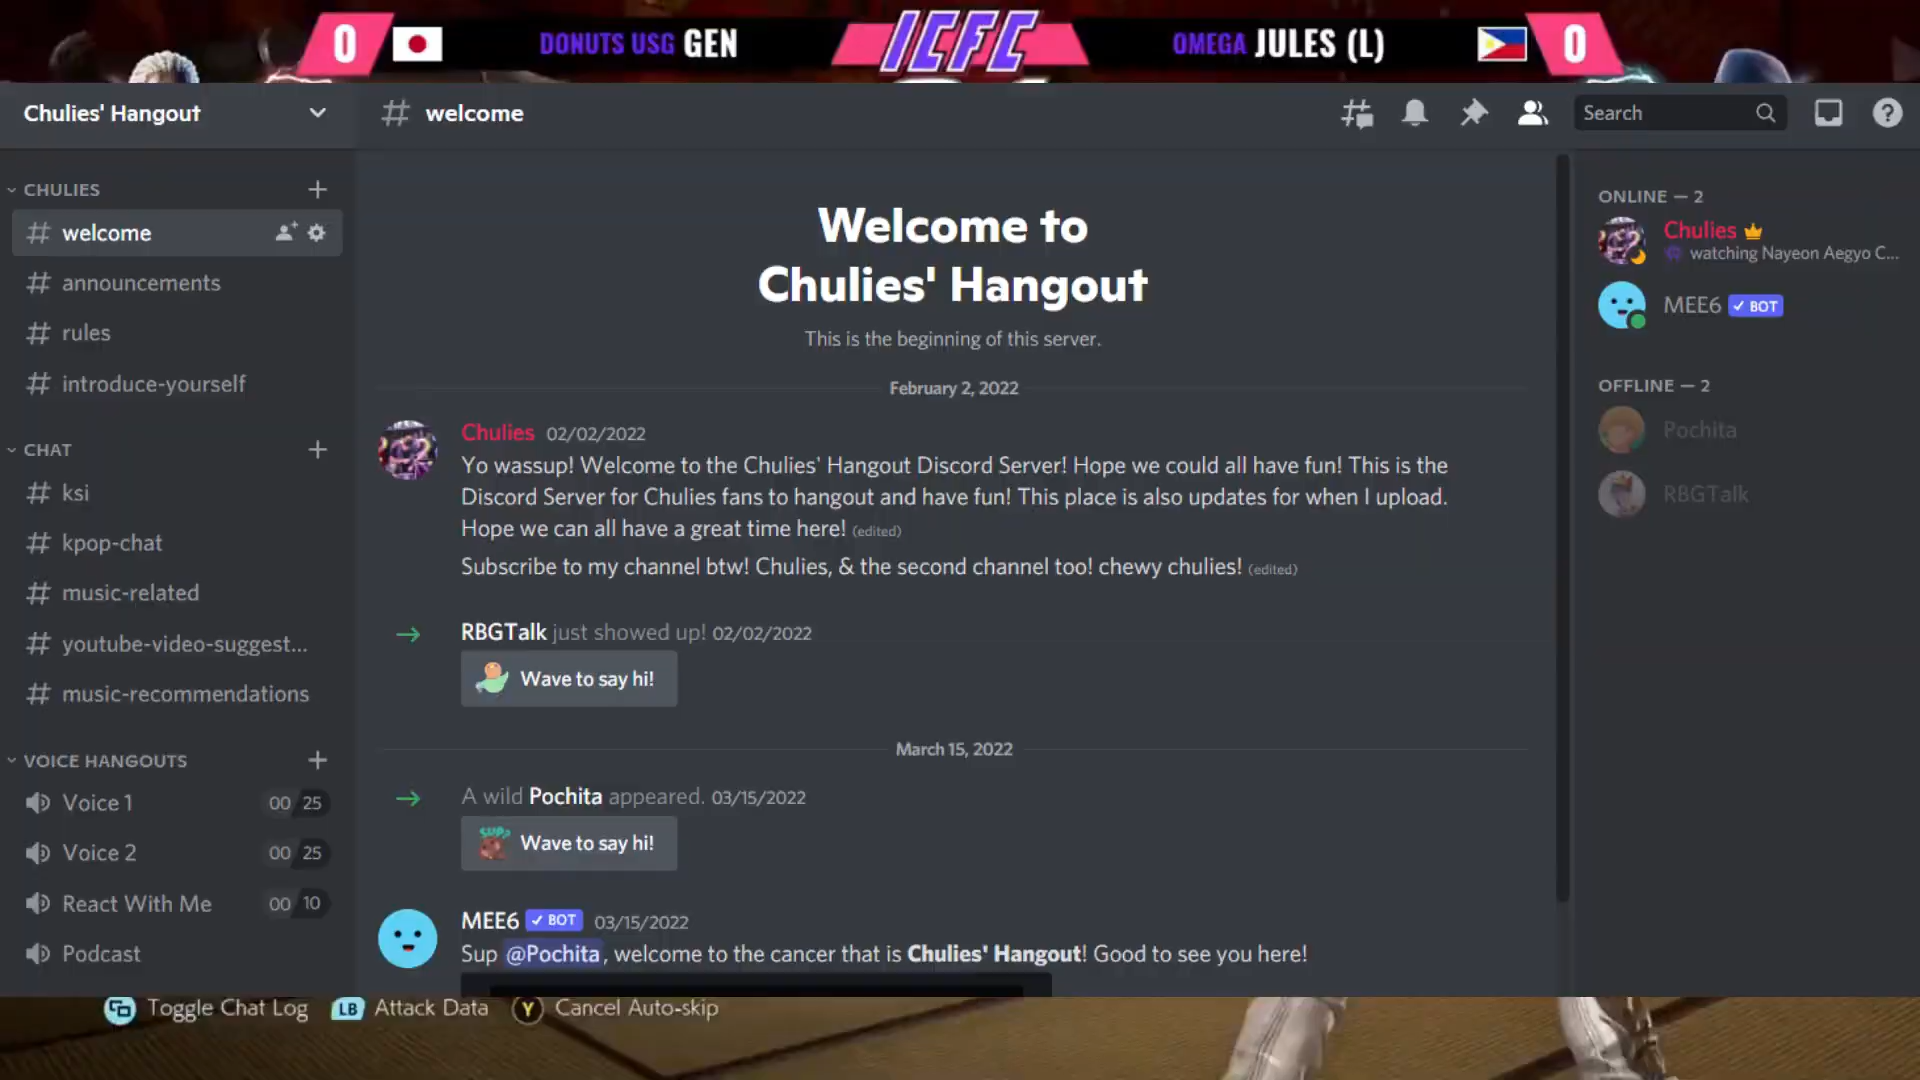 0 DONUTS USG GEN ICFC OMEGA JULES (L) 0
Chulies' Hangout
welcome
Search
CHULIES
welcome
announcements
rules
introduce-yourself
CHAT
ksi
kpop-chat
music-related
youtube-video-suggest...
music-recommendations
VOICE HANGOUTS
Voice 1 00 25
Voice 2 00 25
React With Me 00 10
Podcast
Welcome to
Chulies' Hangout
This is the beginning of this server.
February 2, 2022
Chulies 02/02/2022
Yo wassup! Welcome to the Chulies' Hangout Discord Server! Hope we could all have fun! This is the
Discord Server for Chulies fans to hangout and have fun! This place is also updates for when I upload.
Hope we can all have a great time here! (edited)
Subscribe to my channel btw! Chulies, & the second channel too! chewy chulies! (edited)
RBGTalk just showed up! 02/02/2022
Wave to say hi!
March 15, 2022
A wild Pochita appeared. 03/15/2022
SUP?
Wave to say hi!
MEE6 BOT 03/15/2022
Sup @Pochita, welcome to the cancer that is Chulies' Hangout! Good to see you here!
ONLINE — 2
Chulies
watching Nayeon Aegyo C...
MEE6 BOT
OFFLINE — 2
Pochita
RBGTalk
Toggle Chat Log LB Attack Data Y Cancel Auto-skip